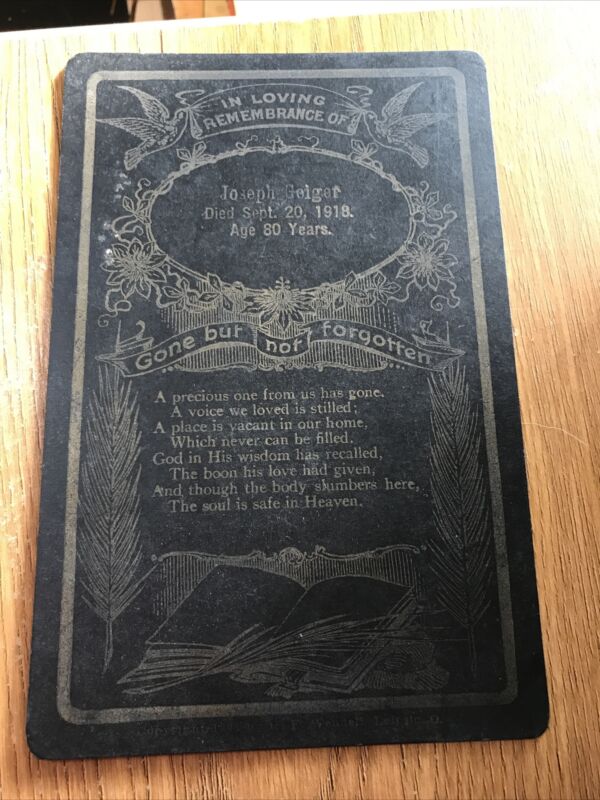 IN LOVING
REMEMBRANCE OF
Joseph Geiger
Died Sept. 20, 1918.
Age 80 Years.
Gone but not forgotten
A precious one from us has gone.
A voice we loved is stilled;
A place is vacant in our home,
Which never can be filled.
God in His wisdom has recalled,
The boon his love had given,
And though the body slumbers here,
The soul is safe in Heaven.
Wendell, Leipsic, O.